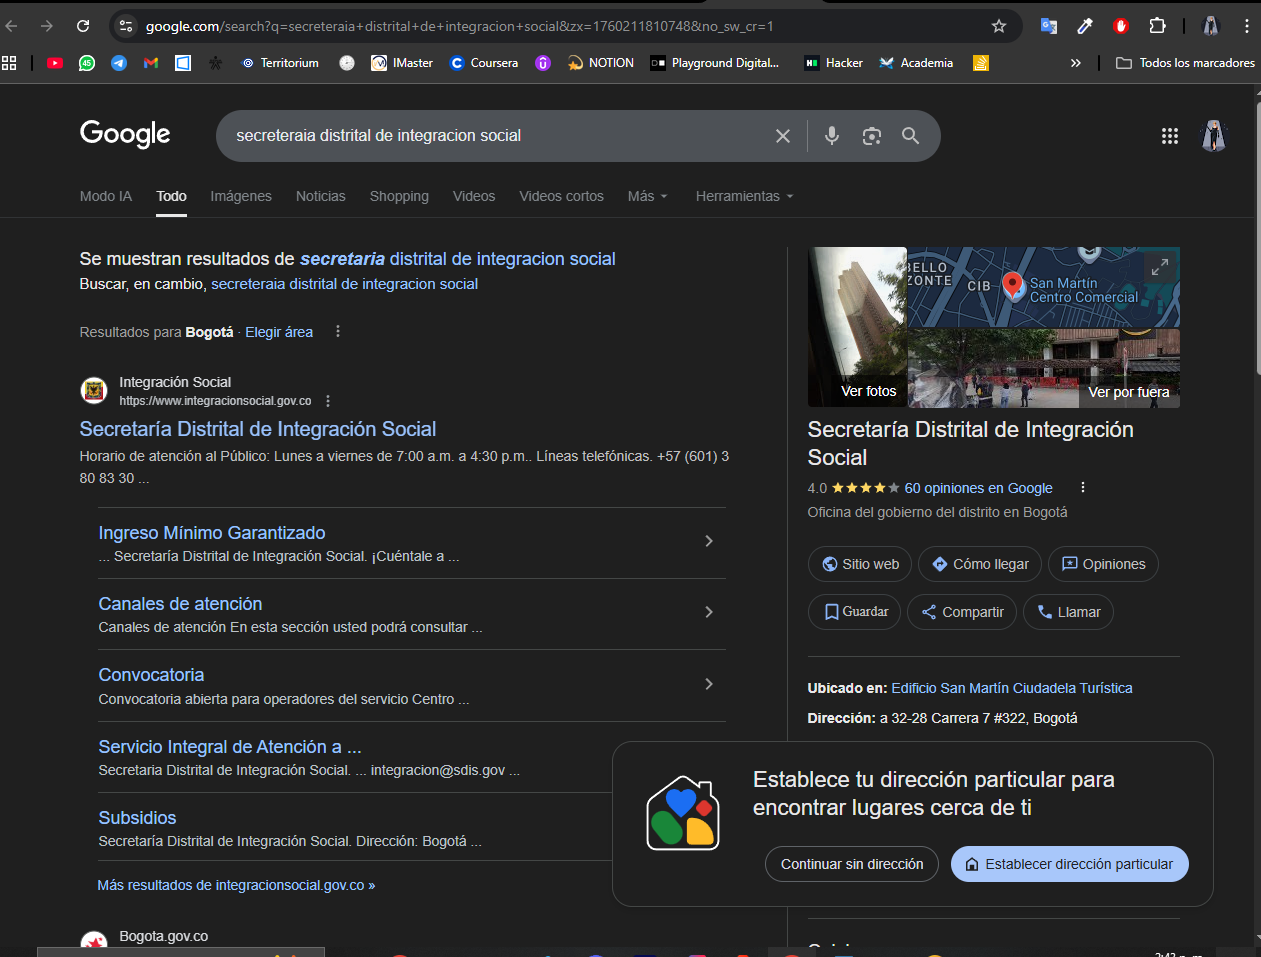 google.com/search?q=secreteraia+distrital+de+integracion+social&zx=1760211810748&no_sw_cr=1
45
Territorium
IMaster
Coursera
NOTION
Playground Digital...
Hacker
Academia
»
Todos los marcadores
Google
secreteraia distrital de integracion social
Modo IA
Todo
Imágenes
Noticias
Shopping
Videos
Videos cortos
Más
Herramientas
Se muestran resultados de secretaria distrital de integracion social
Buscar, en cambio, secreteraia distrital de integracion social
Resultados para Bogotá · Elegir área
Integración Social
https://www.integracionsocial.gov.co
Secretaría Distrital de Integración Social
Horario de atención al Público: Lunes a viernes de 7:00 a.m. a 4:30 p.m.. Líneas telefónicas. +57 (601) 3
80 83 30 ...
Ingreso Mínimo Garantizado
... Secretaría Distrital de Integración Social. ¡Cuéntale a ...
Canales de atención
Canales de atención En esta sección usted podrá consultar ...
Convocatoria
Convocatoria abierta para operadores del servicio Centro ...
Servicio Integral de Atención a ...
Secretaria Distrital de Integración Social. ... integracion@sdis.gov ...
Subsidios
Secretaría Distrital de Integración Social. Dirección: Bogotá ...
Más resultados de integracionsocial.gov.co »
Bogota.gov.co
BELLO
ZONTE
CIB
San Martín
Centro Comercial
Ver fotos
Ver por fuera
Secretaría Distrital de Integración
Social
4.0
60 opiniones en Google
Oficina del gobierno del distrito en Bogotá
Sitio web
Cómo llegar
Opiniones
Guardar
Compartir
Llamar
Ubicado en: Edificio San Martín Ciudadela Turística
Dirección: a 32-28 Carrera 7 #322, Bogotá
Establece tu dirección particular para
encontrar lugares cerca de ti
Continuar sin dirección
Establecer dirección particular